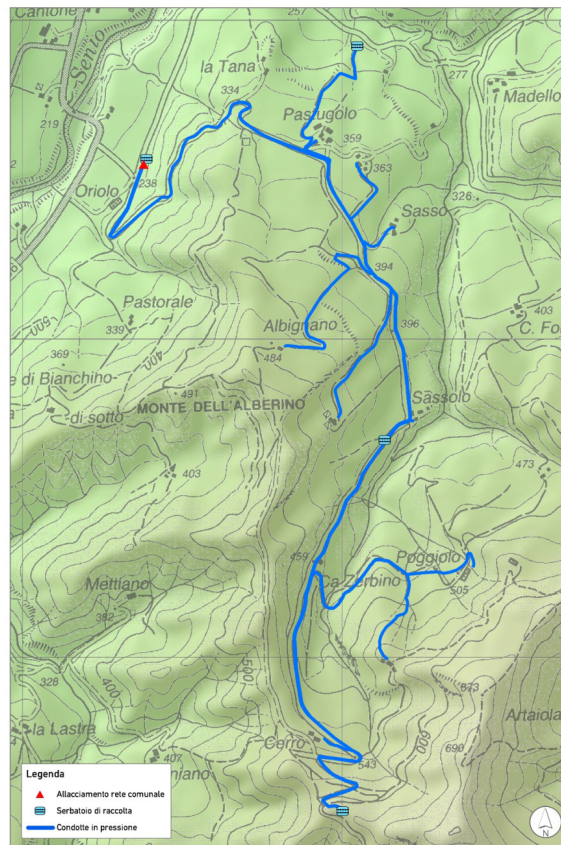 Cantone
257
Senio
la Tana
277
Madello
334
219
Pastugolo
359
363
238
Oriolo
326
Sasso
394
Pastorale
339
500
400
Albignano
396
403
C. Fo
484
369
e di Bianchino
491
MONTE DELL'ALBERINO
di sotto
Sassolo
403
473
459
Poggiolo
Ca Zerbino
505
Mettiano
382
500
328
400
573
Artaiola
600
690
la Lastra
Cerro
543
407
niano
Legenda
Allacciamento rete comunale
Serbatoio di raccolta
Condotte in pressione
N